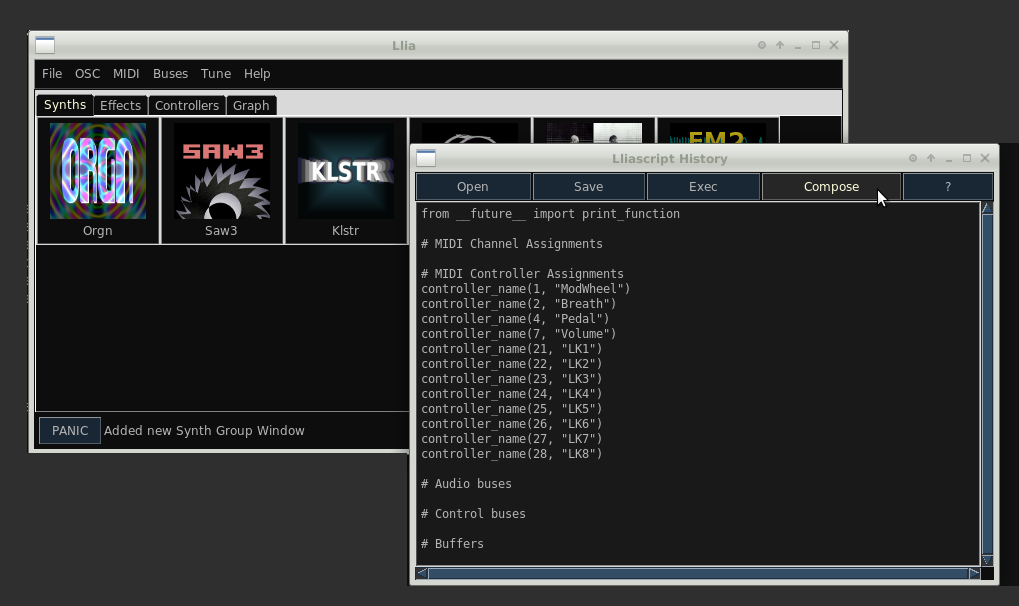 Llia
File OSC MIDI Buses Tune Help
Synths Effects Controllers Graph
ORGN SAW3 KLSTR FM2
Orgn Saw3 Klstr
PANIC Added new Synth Group Window
Lliascript History
Open Save Exec Compose ?
from __future__ import print_function
# MIDI Channel Assignments
# MIDI Controller Assignments
controller_name(1, "ModWheel")
controller_name(2, "Breath")
controller_name(4, "Pedal")
controller_name(7, "Volume")
controller_name(21, "LK1")
controller_name(22, "LK2")
controller_name(23, "LK3")
controller_name(24, "LK4")
controller_name(25, "LK5")
controller_name(26, "LK6")
controller_name(27, "LK7")
controller_name(28, "LK8")
# Audio buses
# Control buses
# Buffers